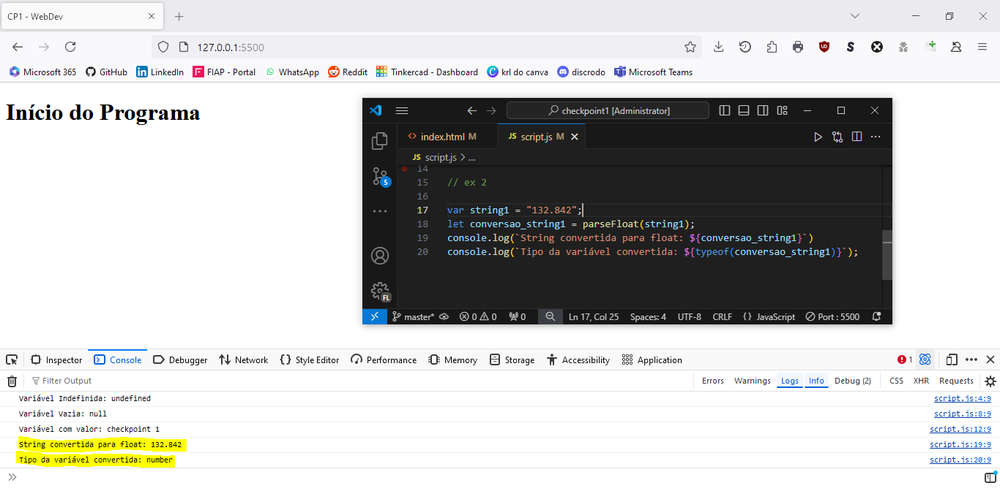 CP1 - WebDev
127.0.0.1:5500
Microsoft 365 GitHub LinkedIn FIAP - Portal WhatsApp Reddit Tinkercad - Dashboard krl do canva discrodo Microsoft Teams
Início do Programa
checkpoint1 [Administrator]
index.html M JS script.js M
JS script.js > ...
14
15 // ex 2
16
17 var string1 = "132.842";
18 let conversao_string1 = parseFloat(string1);
19 console.log(`String convertida para float: ${conversao_string1}`)
20 console.log(`Tipo da variável convertida: ${typeof(conversao_string1)}`);
5
FL
master* 0 0 0 Ln 17, Col 25 Spaces: 4 UTF-8 CRLF {} JavaScript Port : 5500
Inspector Console Debugger Network {} Style Editor Performance Memory Storage Accessibility Application 1
Filter Output Errors Warnings Logs Info Debug (2) CSS XHR Requests
Variável Indefinida: undefined script.js:4:9
Variável Vazia: null script.js:8:9
Variável com valor: checkpoint 1 script.js:12:9
String convertida para float: 132.842 script.js:19:9
Tipo da variável convertida: number script.js:20:9